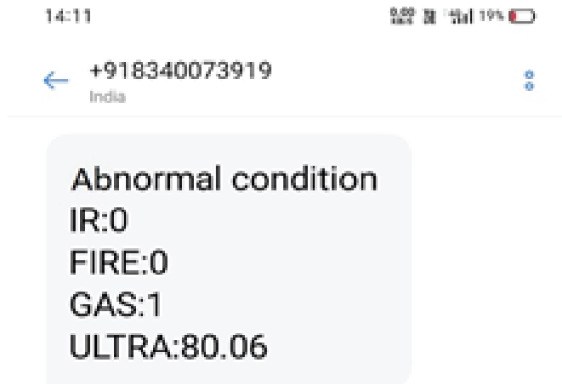 14:11
19%
+918340073919
India
Abnormal condition
IR:0
FIRE:0
GAS:1
ULTRA:80.06